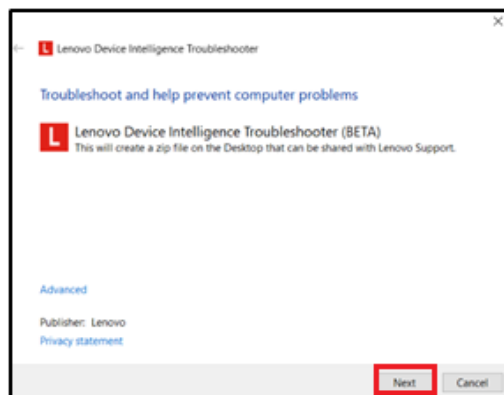 Lenovo Device Intelligence Troubleshooter
Troubleshoot and help prevent computer problems
L Lenovo Device Intelligence Troubleshooter (BETA)
This will create a zip file on the Desktop that can be shared with Lenovo Support.
Advanced
Publisher: Lenovo
Privacy statement
Next Cancel